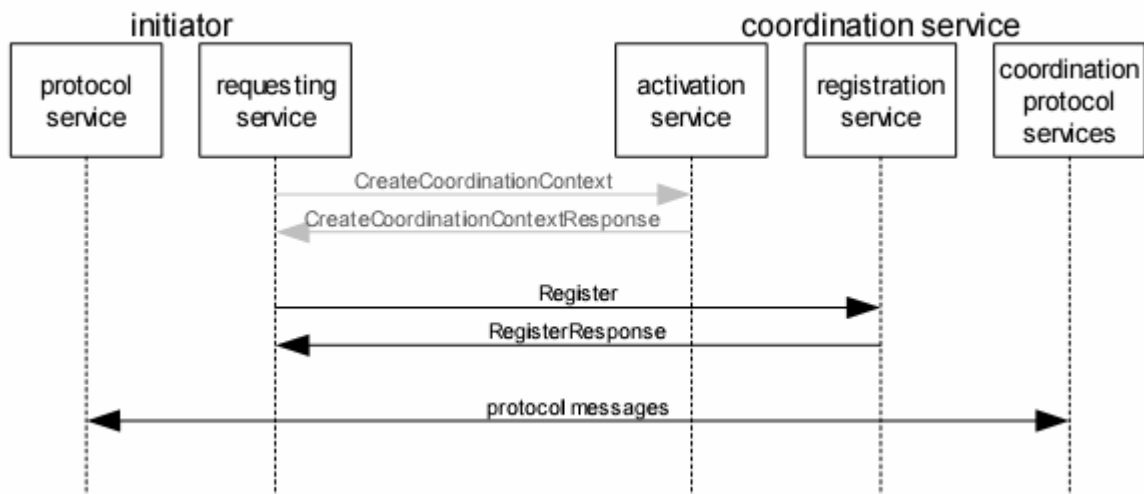 initiator
coordination service
protocol
service
requesting
service
activation
service
registration
service
coordination
protocol
services
CreateCoordinationContext
CreateCoordinationContextResponse
Register
RegisterResponse
protocol messages